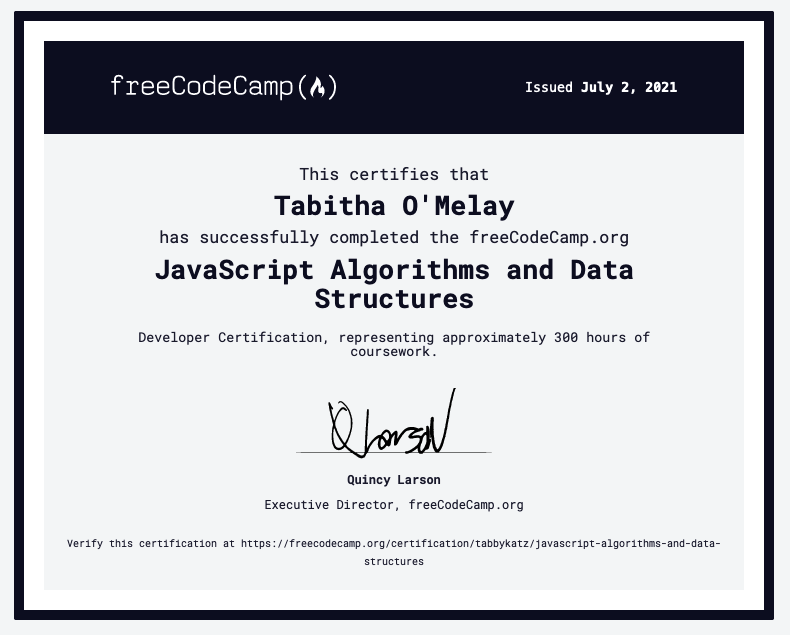 freeCodeCamp(🔥)
Issued July 2, 2021
This certifies that
Tabitha O'Melay
has successfully completed the freeCodeCamp.org
JavaScript Algorithms and Data
Structures
Developer Certification, representing approximately 300 hours of
coursework.
Q Larson
Quincy Larson
Executive Director, freeCodeCamp.org
Verify this certification at https://freecodecamp.org/certification/tabbykatz/javascript-algorithms-and-data-
structures